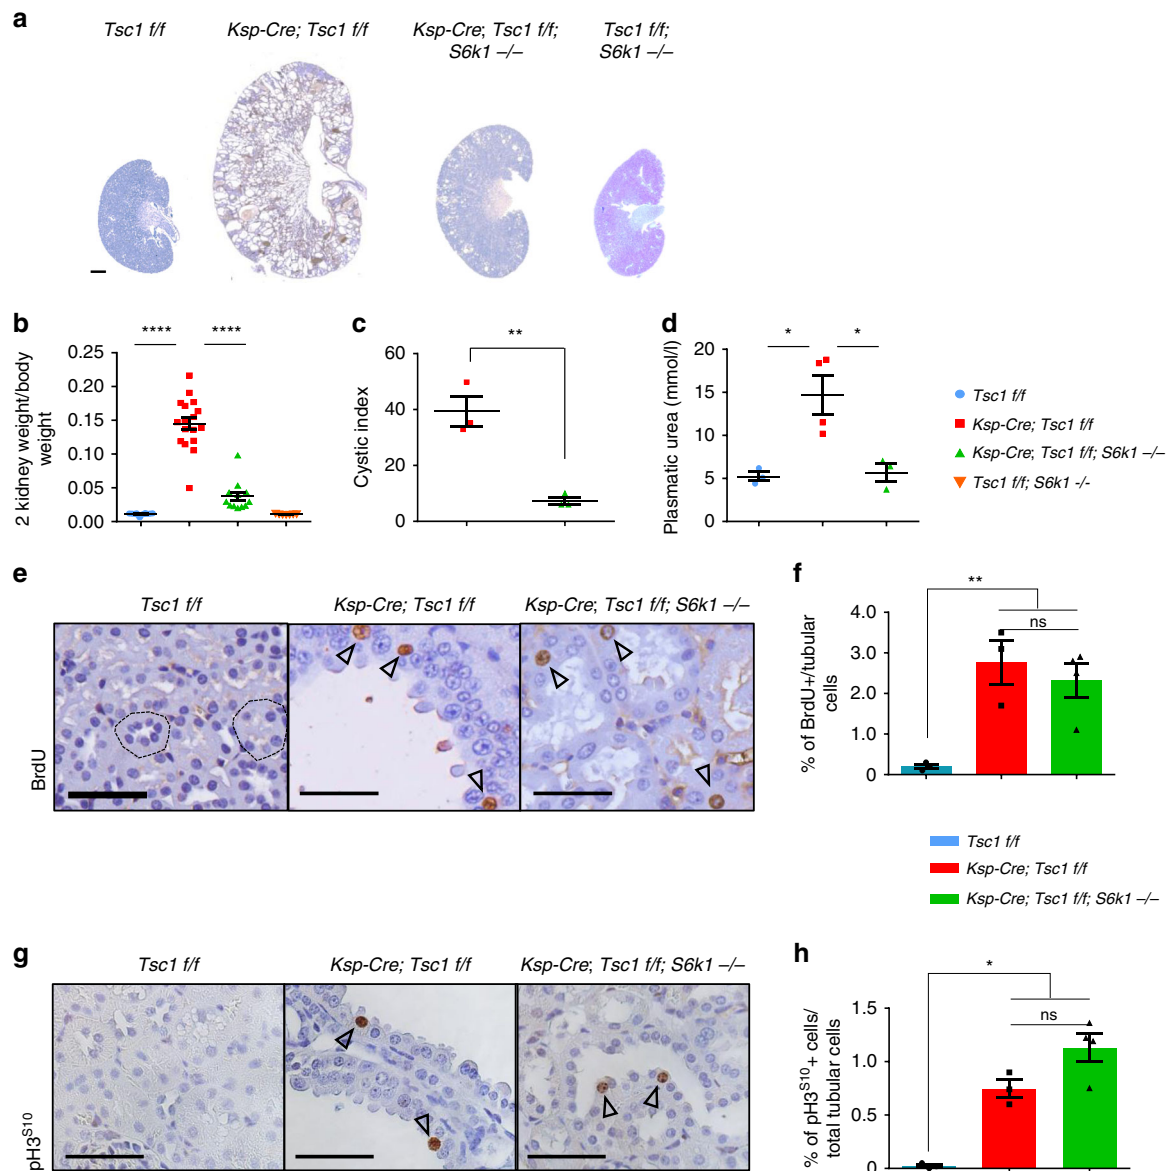 a
Tsc1 f/f
Ksp-Cre; Tsc1 f/f
Ksp-Cre; Tsc1 f/f;
S6k1 –/–
Tsc1 f/f;
S6k1 –/–
b
2 kidney weight/body
weight
0.25
0.20
0.15
0.10
0.05
0.00
****
****
c
Cystic index
60
40
20
0
**
d
Plasmatic urea (mmol/l)
20
15
10
5
0
*
*
Tsc1 f/f
Ksp-Cre; Tsc1 f/f
Ksp-Cre; Tsc1 f/f; S6k1 –/–
Tsc1 f/f; S6k1 -/-
e
Tsc1 f/f
Ksp-Cre; Tsc1 f/f
Ksp-Cre; Tsc1 f/f; S6k1 –/–
BrdU
f
% of BrdU+/tubular
cells
4.0
3.0
2.0
1.0
0
**
ns
Tsc1 f/f
Ksp-Cre; Tsc1 f/f
Ksp-Cre; Tsc1 f/f; S6k1 –/–
g
Tsc1 f/f
Ksp-Cre; Tsc1 f/f
Ksp-Cre; Tsc1 f/f; S6k1 –/–
pH3S10
h
% of pH3S10+ cells/
total tubular cells
1.5
1.0
0.5
0
*
ns